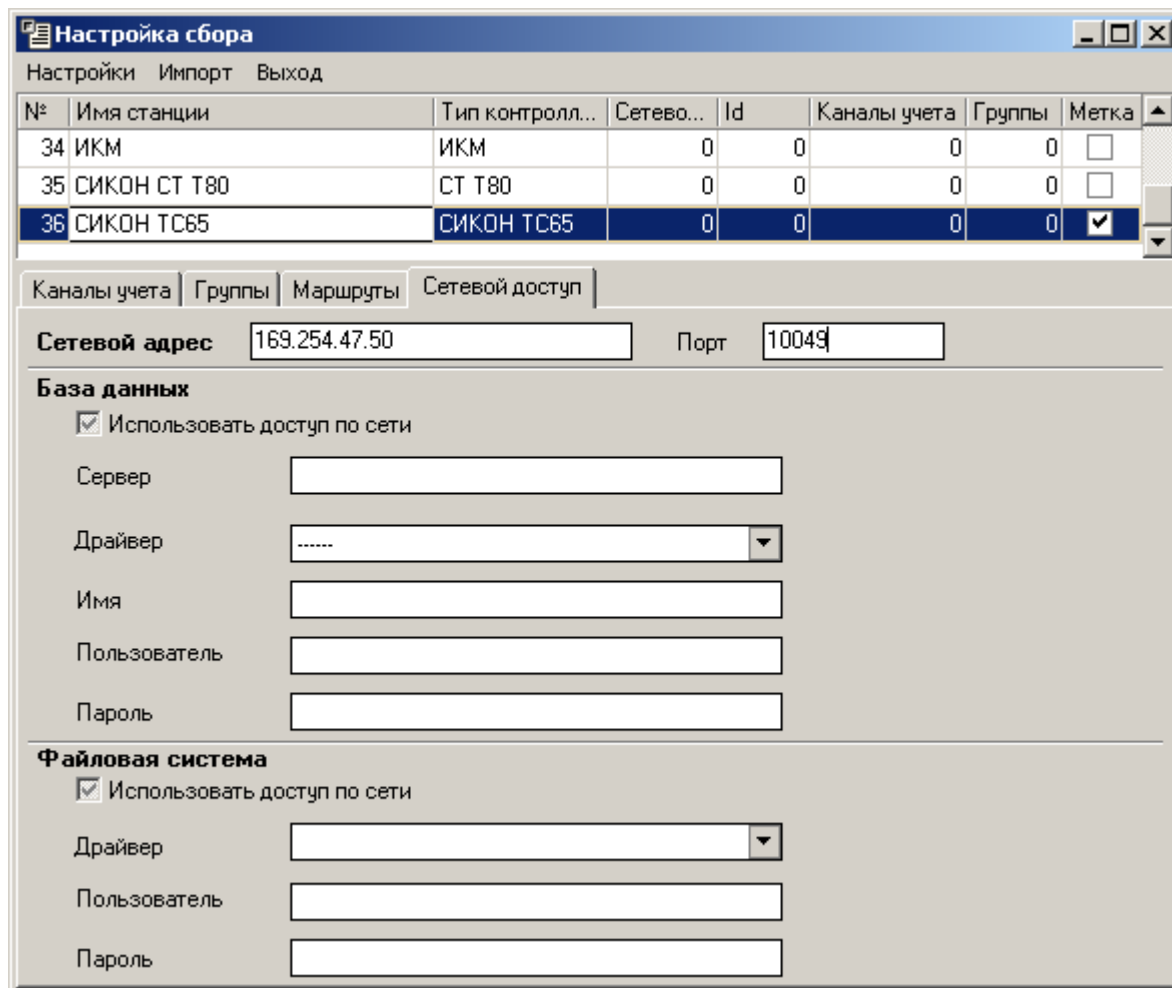 Настройка сбора
Настройки Импорт Выход
№ Имя станции Тип контролл... Сетево... Id Каналы учета Группы Метка
34 ИКМ ИКМ 0 0 0 0
35 СИКОН СТ Т80 СТ Т80 0 0 0 0
36 СИКОН ТС65 СИКОН ТС65 0 0 0 0
Каналы учета Группы Маршруты Сетевой доступ
Сетевой адрес 169.254.47.50 Порт 10049
База данных
Использовать доступ по сети
Сервер
Драйвер ------
Имя
Пользователь
Пароль
Файловая система
Использовать доступ по сети
Драйвер
Пользователь
Пароль